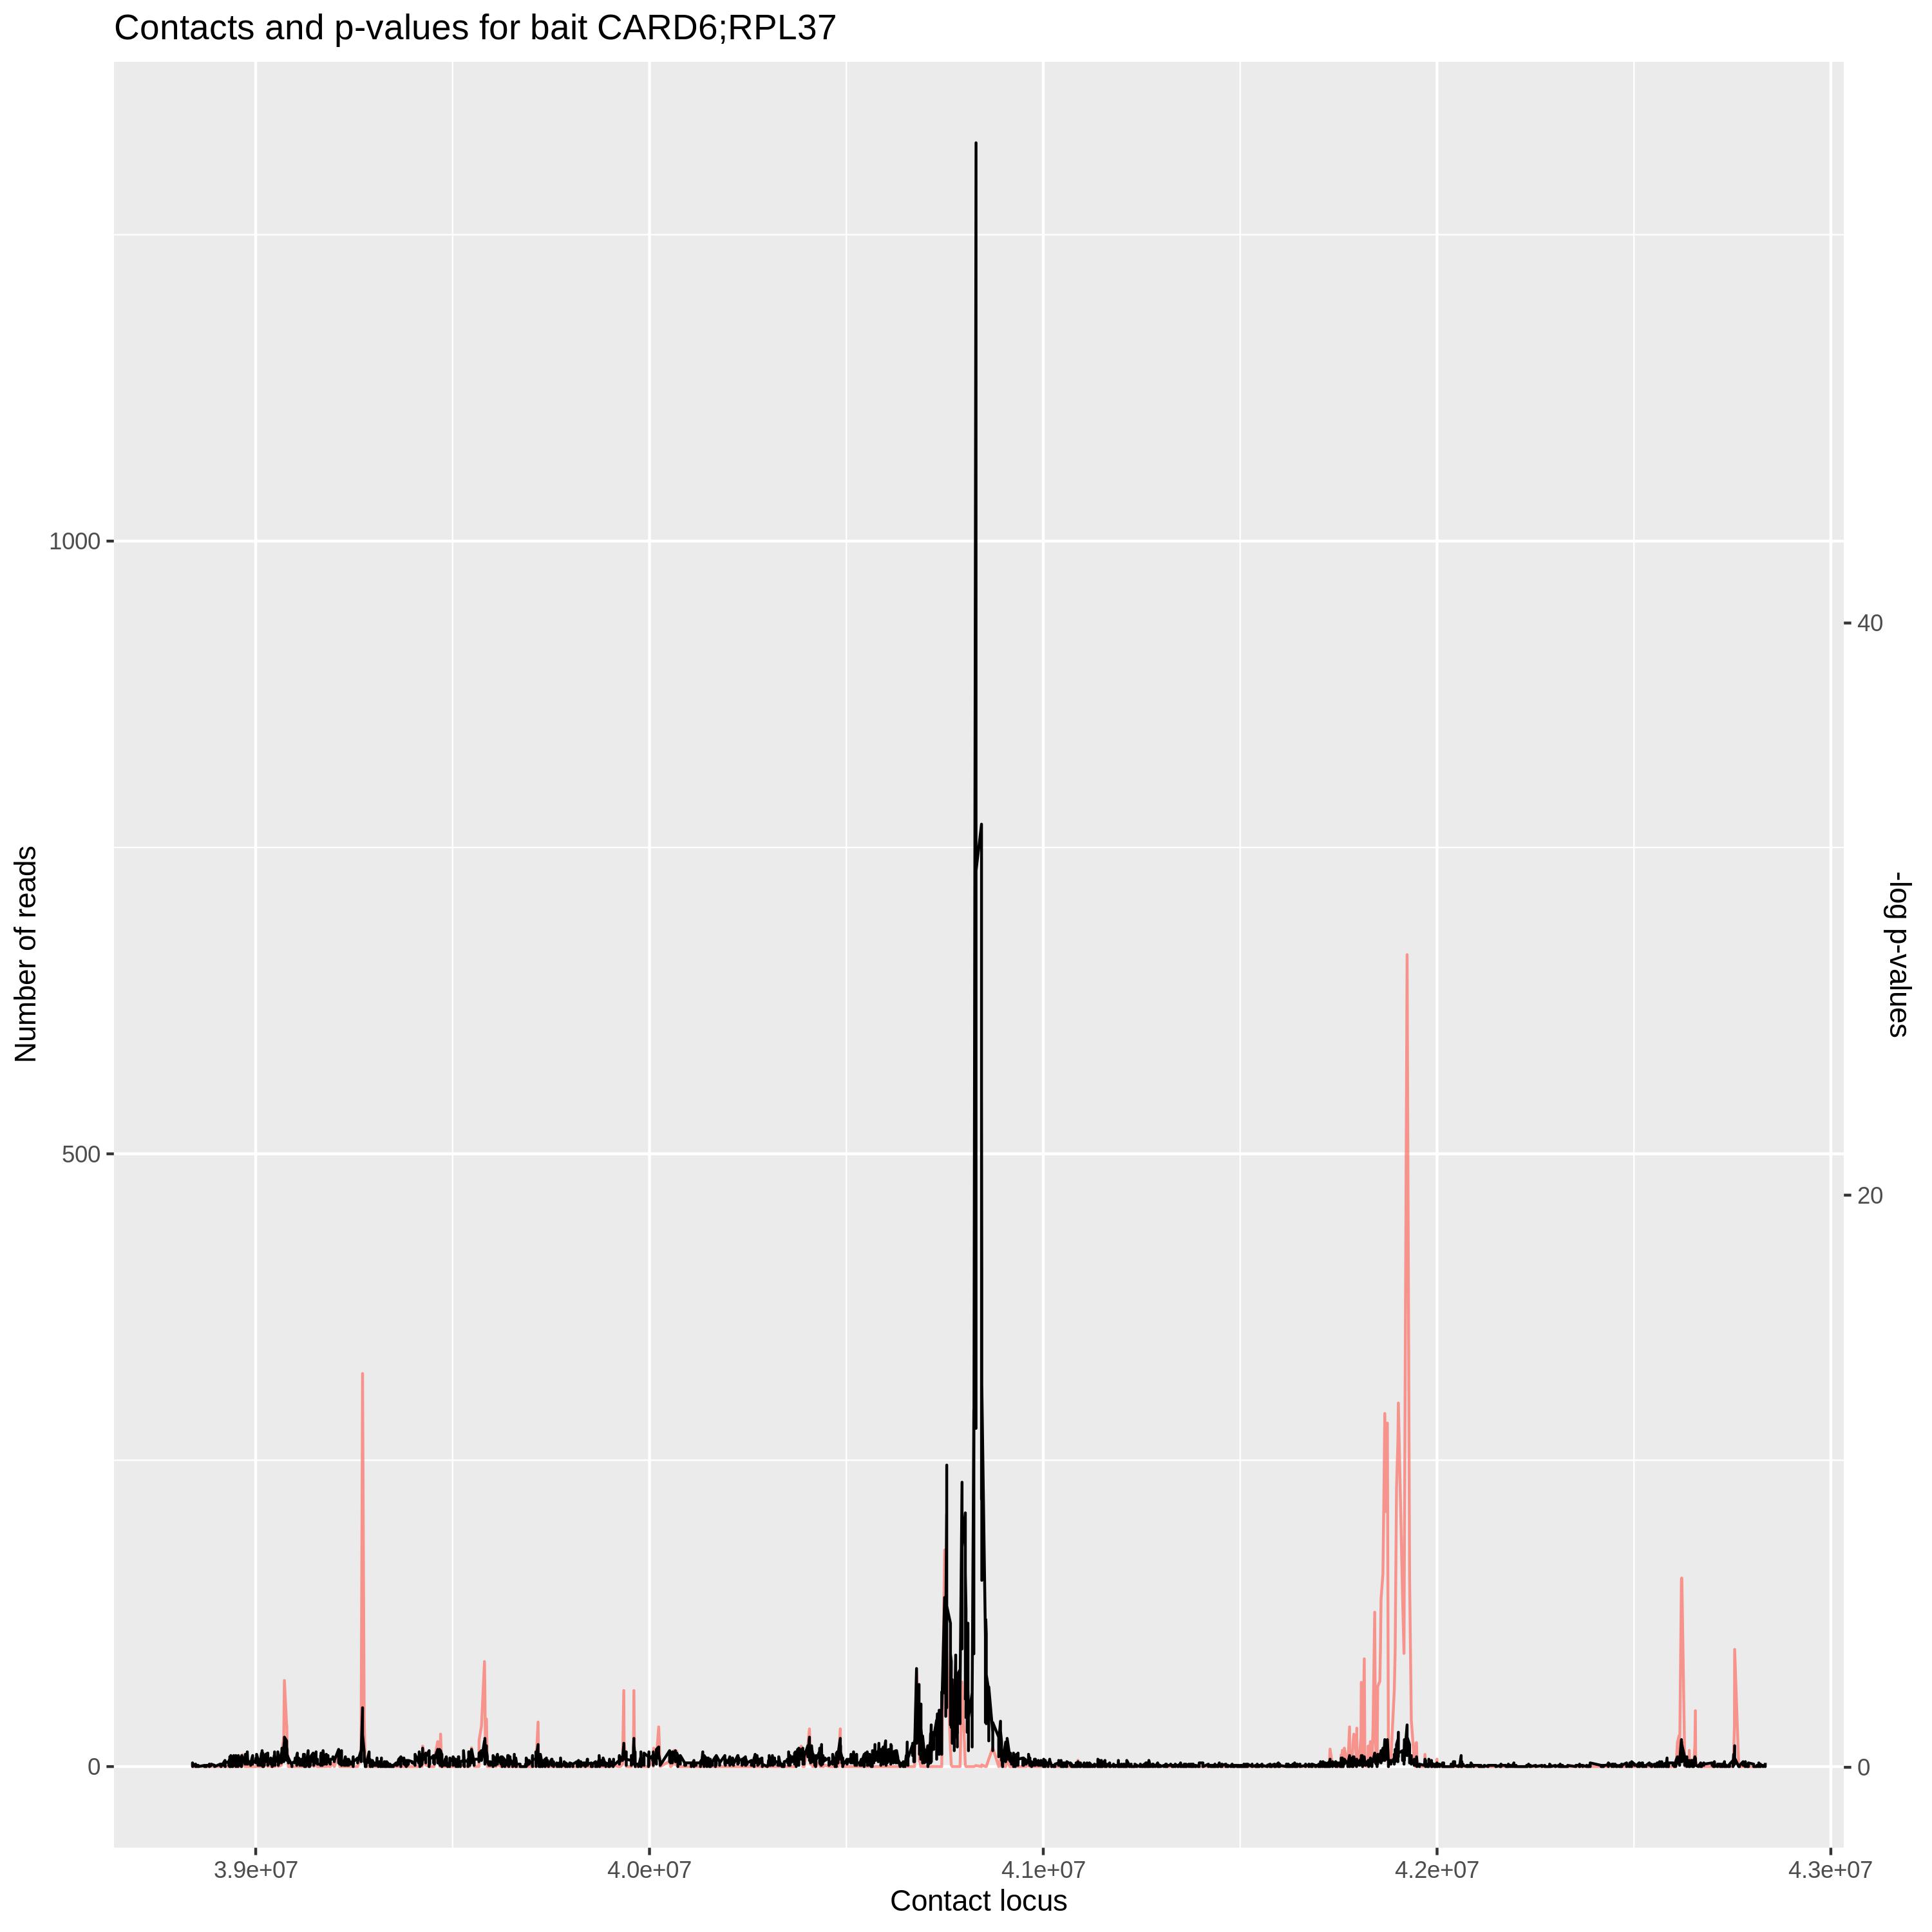 Contacts and p-values for bait CARD6;RPL37
Number of reads
1000
500
0
40
20
0
-log p-values
3.9e+07
4.0e+07
4.1e+07
4.2e+07
4.3e+07
Contact locus